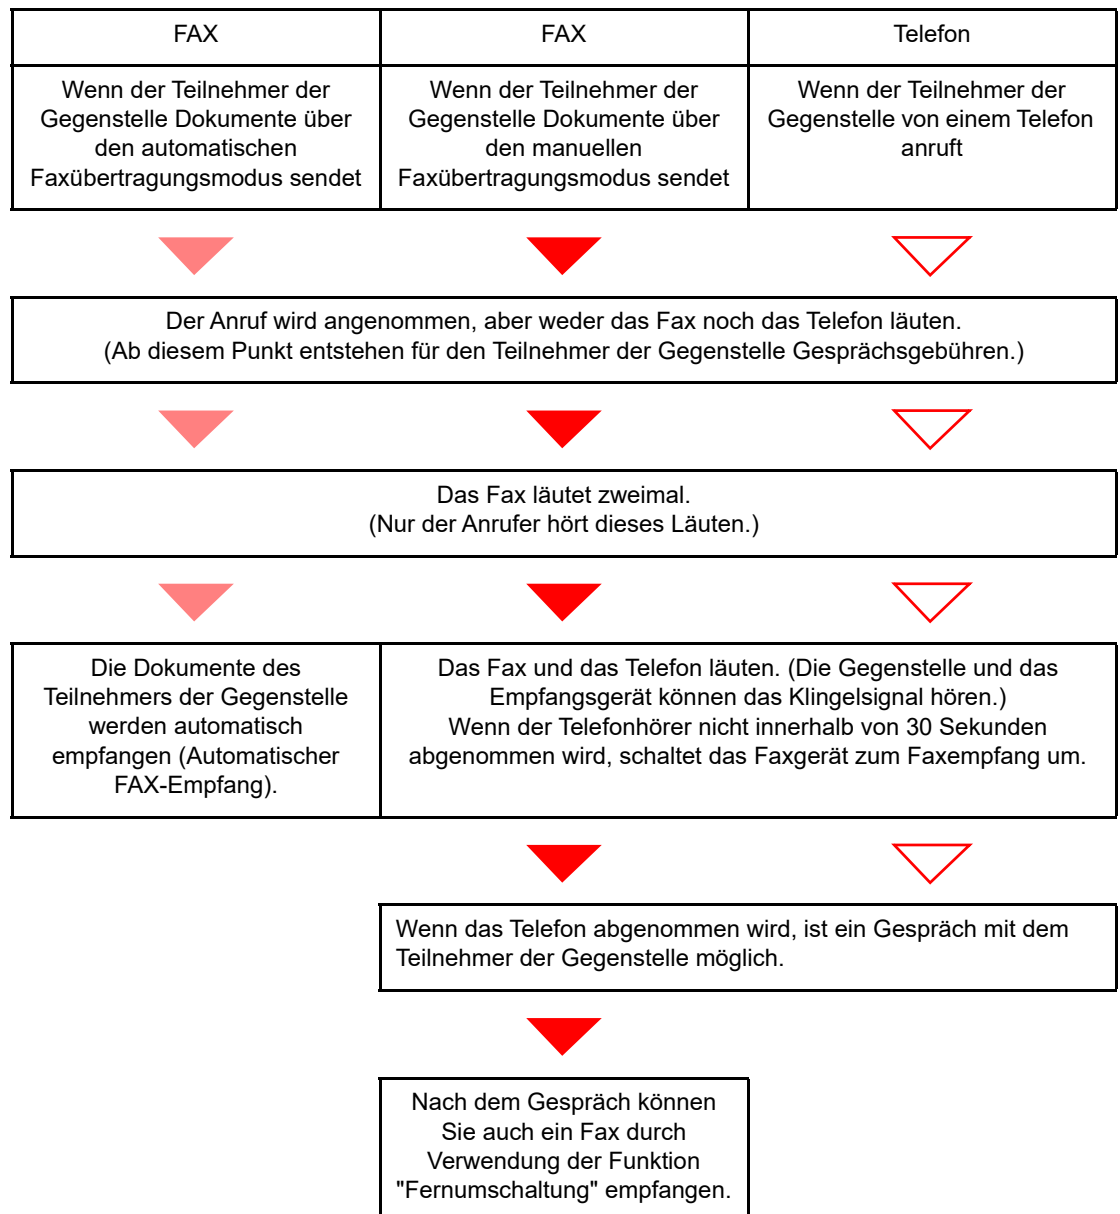 FAX
FAX
Telefon
Wenn der Teilnehmer der
Gegenstelle Dokumente über
den automatischen
Faxübertragungsmodus sendet
Wenn der Teilnehmer der
Gegenstelle Dokumente über
den manuellen
Faxübertragungsmodus sendet
Wenn der Teilnehmer der
Gegenstelle von einem Telefon
anruft
Der Anruf wird angenommen, aber weder das Fax noch das Telefon läuten.
(Ab diesem Punkt entstehen für den Teilnehmer der Gegenstelle Gesprächsgebühren.)
Das Fax läutet zweimal.
(Nur der Anrufer hört dieses Läuten.)
Die Dokumente des
Teilnehmers der Gegenstelle
werden automatisch
empfangen (Automatischer
FAX-Empfang).
Das Fax und das Telefon läuten. (Die Gegenstelle und das
Empfangsgerät können das Klingelsignal hören.)
Wenn der Telefonhörer nicht innerhalb von 30 Sekunden
abgenommen wird, schaltet das Faxgerät zum Faxempfang um.
Wenn das Telefon abgenommen wird, ist ein Gespräch mit dem
Teilnehmer der Gegenstelle möglich.
Nach dem Gespräch können
Sie auch ein Fax durch
Verwendung der Funktion
"Fernumschaltung" empfangen.